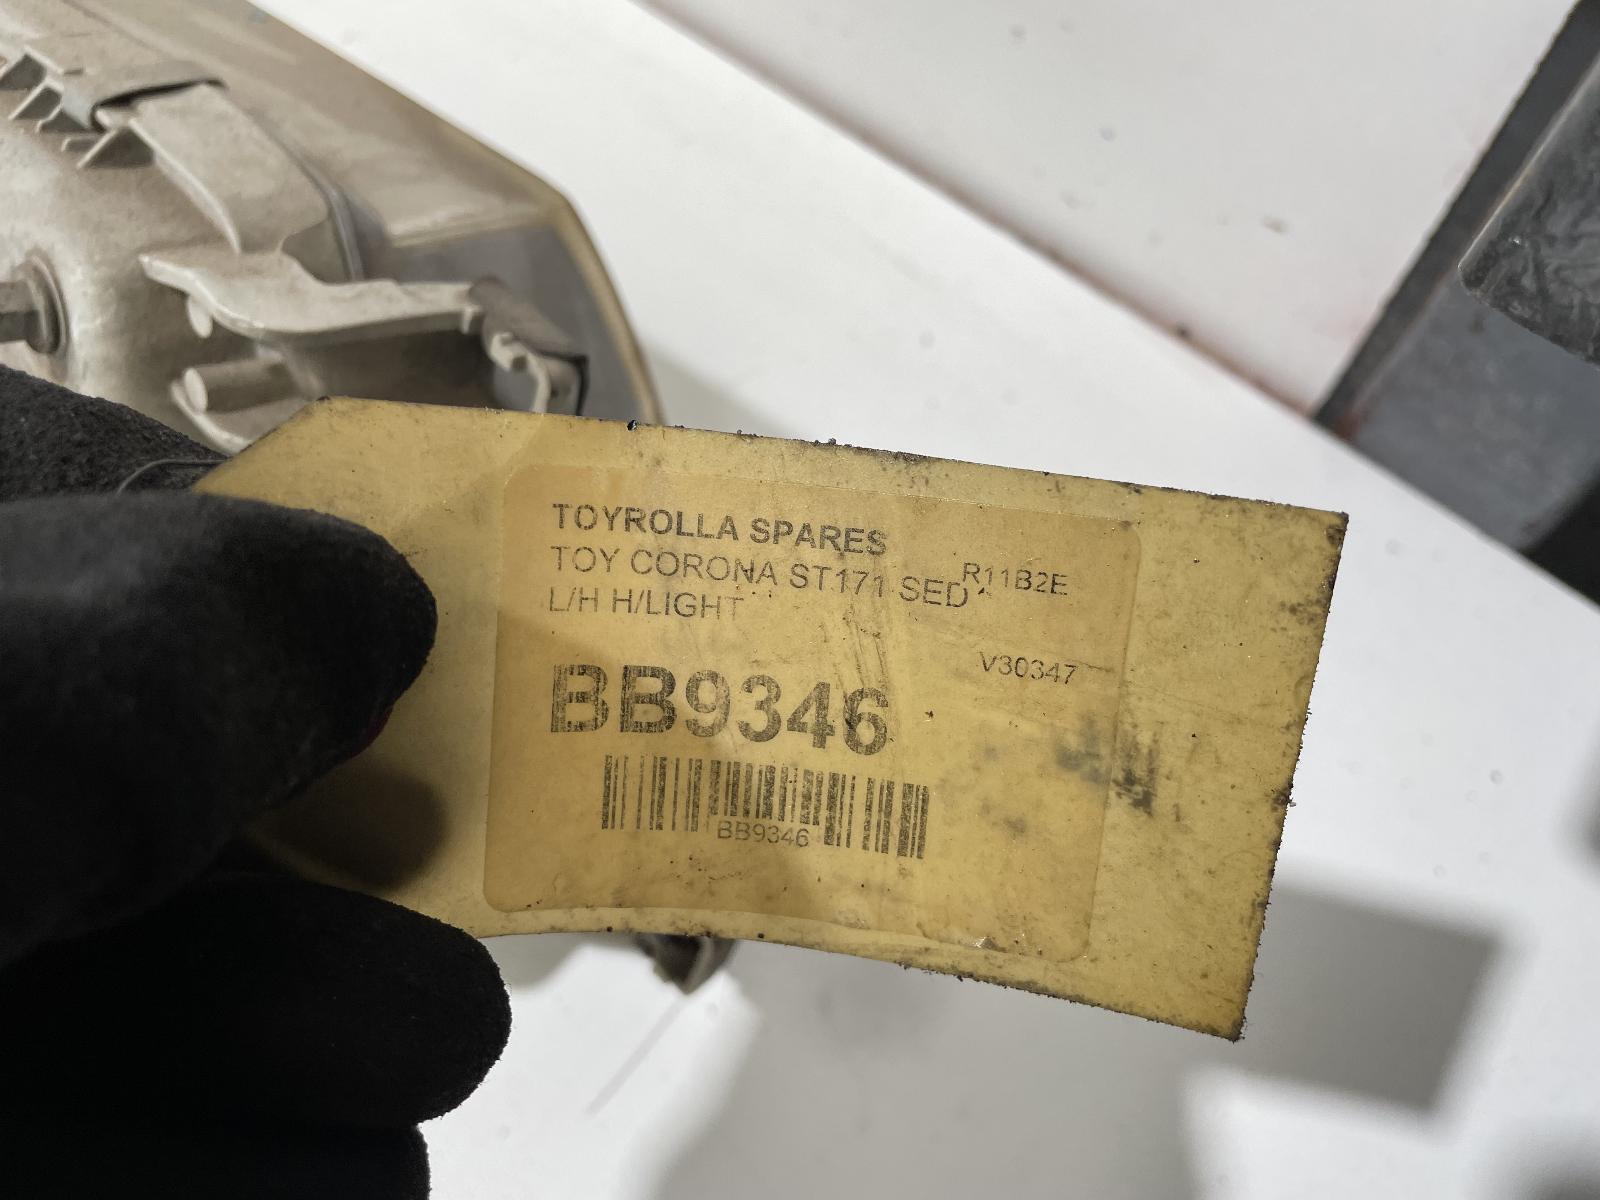 TOYROLLA SPARES
TOY CORONA ST171 SED
R11B2E
L/H H/LIGHT
V30347
BB9346
BB9346